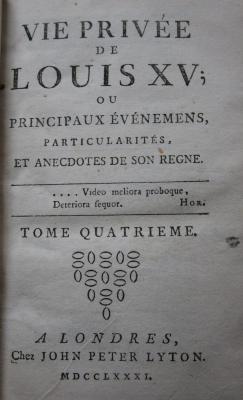 VIE PRIVÉE
DE
LOUIS XV;
OU
PRINCIPAUX ÉVÉNEMENS,
PARTICULARITÉS,
ET ANECDOTES DE SON REGNE.
.... Video meliora proboque,
Deteriora sequor. HOR.
TOME QUATRIEME.
A LONDRES,
Chez JOHN PETER LYTON.
MDCCLXXXI.